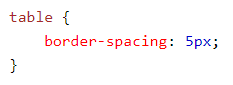 table {
    border-spacing: 5px;
}